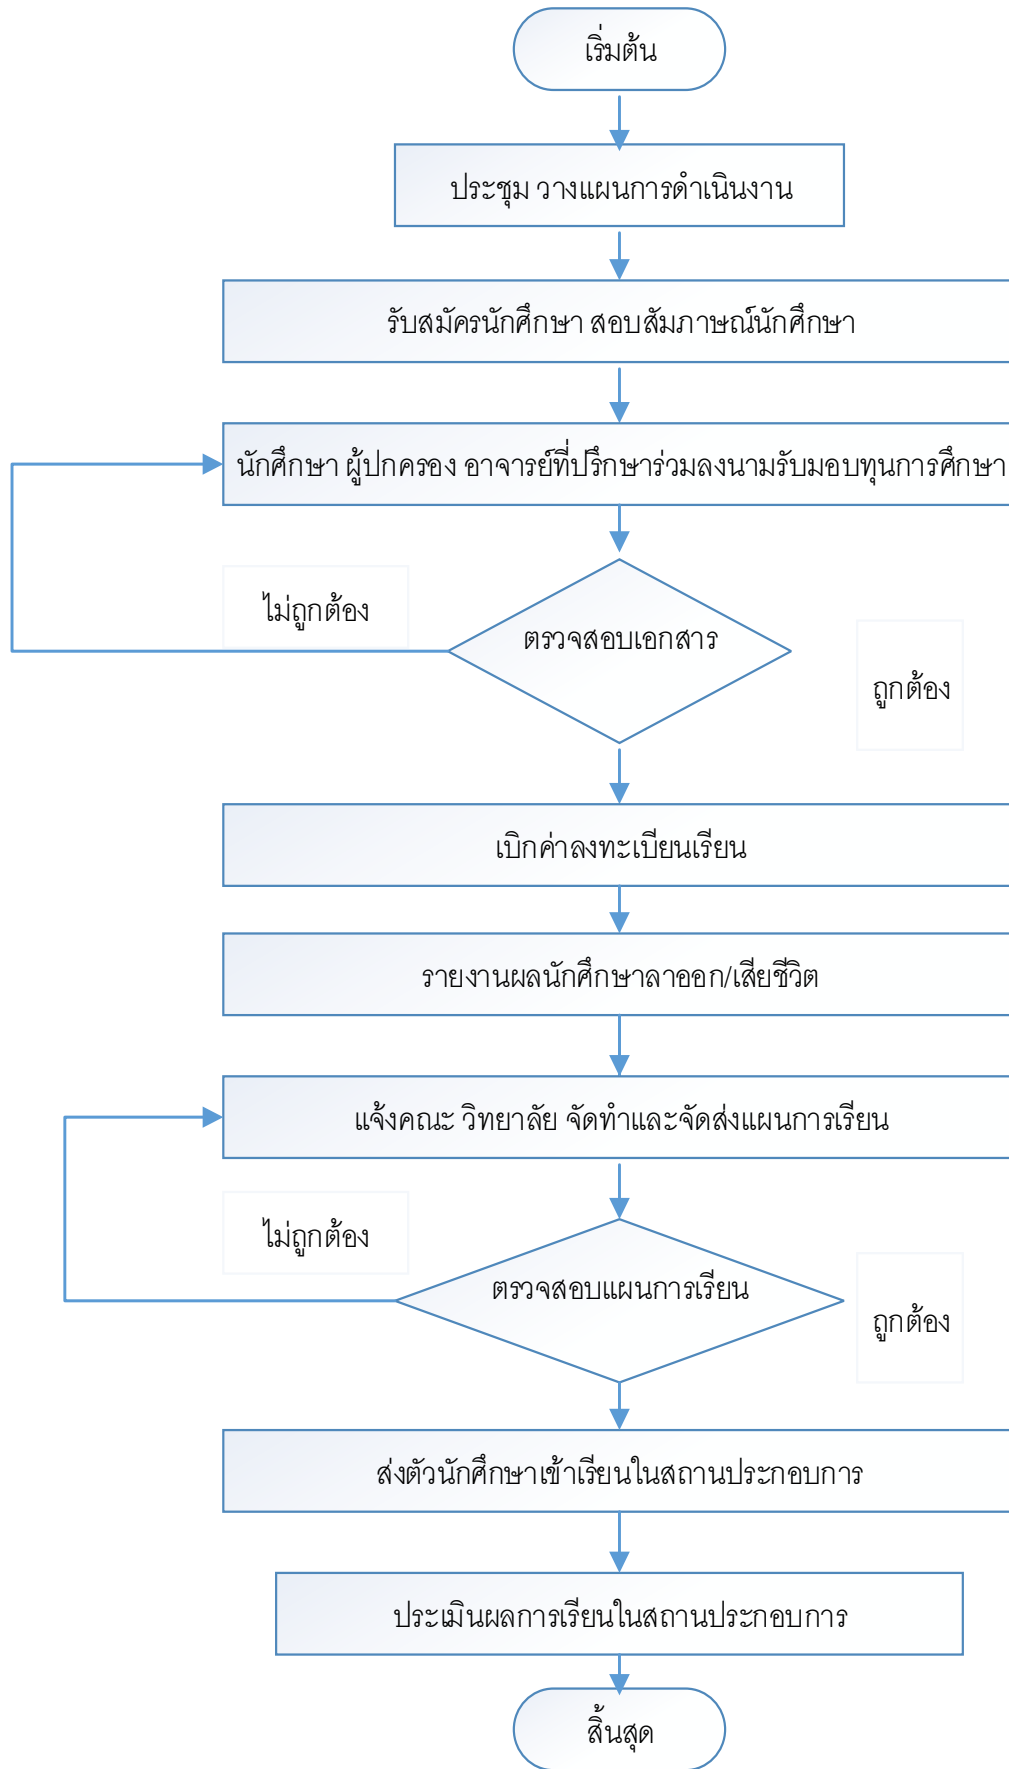 เริ่มต้น
ประชุม วางแผนการดำเนินงาน
รับสมัครนักศึกษา สอบสัมภาษณ์นักศึกษา
นักศึกษา ผู้ปกครอง อาจารย์ที่ปรึกษาร่วมลงนามรับมอบทุนการศึกษา
ไม่ถูกต้อง
ตรวจสอบเอกสาร
ถูกต้อง
เบิกค่าลงทะเบียนเรียน
รายงานผลนักศึกษาลาออก/เสียชีวิต
แจ้งคณะ วิทยาลัย จัดทำและจัดส่งแผนการเรียน
ไม่ถูกต้อง
ตรวจสอบแผนการเรียน
ถูกต้อง
ส่งตัวนักศึกษาเข้าเรียนในสถานประกอบการ
ประเมินผลการเรียนในสถานประกอบการ
สิ้นสุด